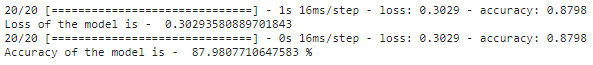 20/20 [==============================] - 1s 16ms/step - loss: 0.3029 - accuracy: 0.8798
Loss of the model is -  0.30293580889701843
20/20 [==============================] - 0s 16ms/step - loss: 0.3029 - accuracy: 0.8798
Accuracy of the model is -  87.9807710647583 %